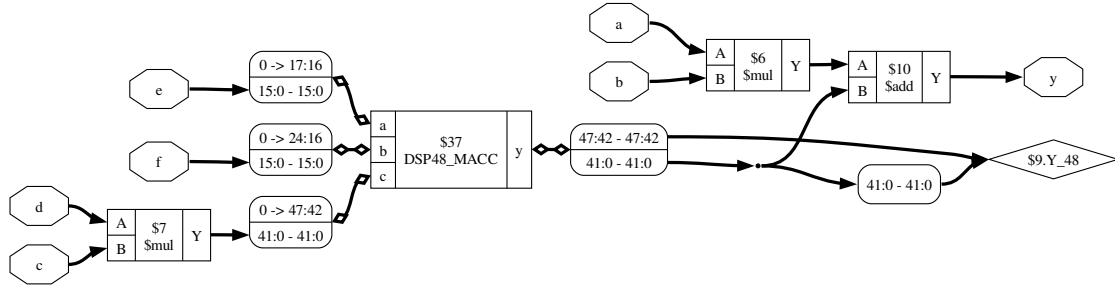 a
b
A
B
$6
$mul
Y
A
B
$10
$add
Y
y
e
0 -> 17:16
15:0 - 15:0
f
0 -> 24:16
15:0 - 15:0
a
b
c
$37
DSP48_MACC
y
47:42 - 47:42
41:0 - 41:0
41:0 - 41:0
$9.Y_48
d
c
A
B
$7
$mul
Y
0 -> 47:42
41:0 - 41:0